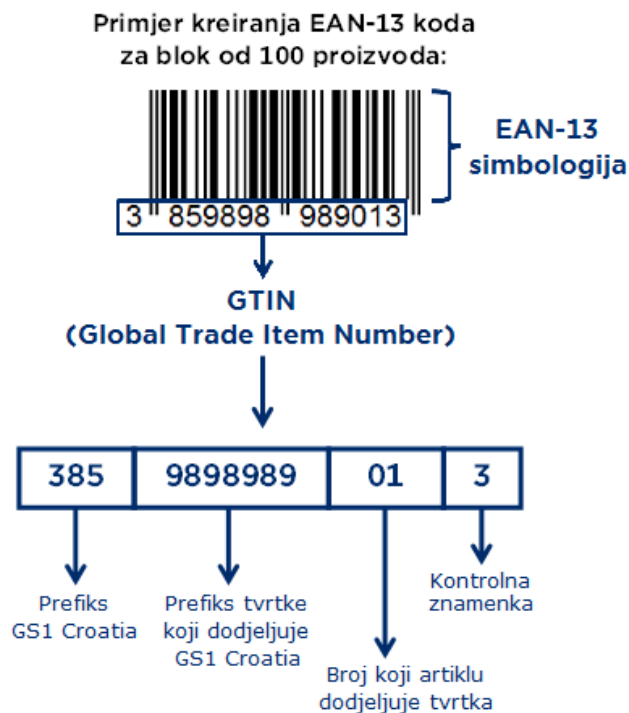 Primjer kreiranja EAN-13 koda
za blok od 100 proizvoda:
EAN-13
simbologija
3 859898 989013
GTIN
(Global Trade Item Number)
385 9898989 01 3
Prefiks
GS1 Croatia
Prefiks tvrtke
koji dodjeljuje
GS1 Croatia
Broj koji artiklu
dodjeljuje tvrtka
Kontrolna
znamenka